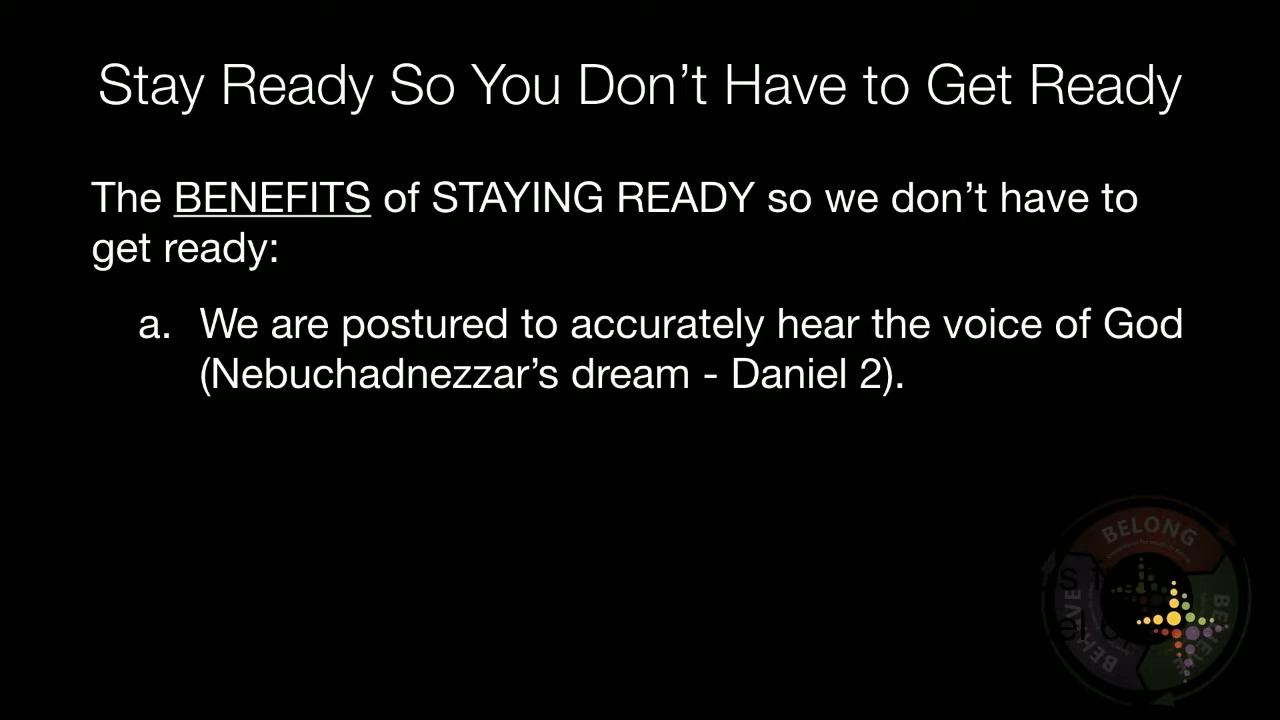 Stay Ready So You Don’t Have to Get Ready
The BENEFITS of STAYING READY so we don’t have to
get ready:
a. We are postured to accurately hear the voice of God
(Nebuchadnezzar’s dream - Daniel 2).
BELONG